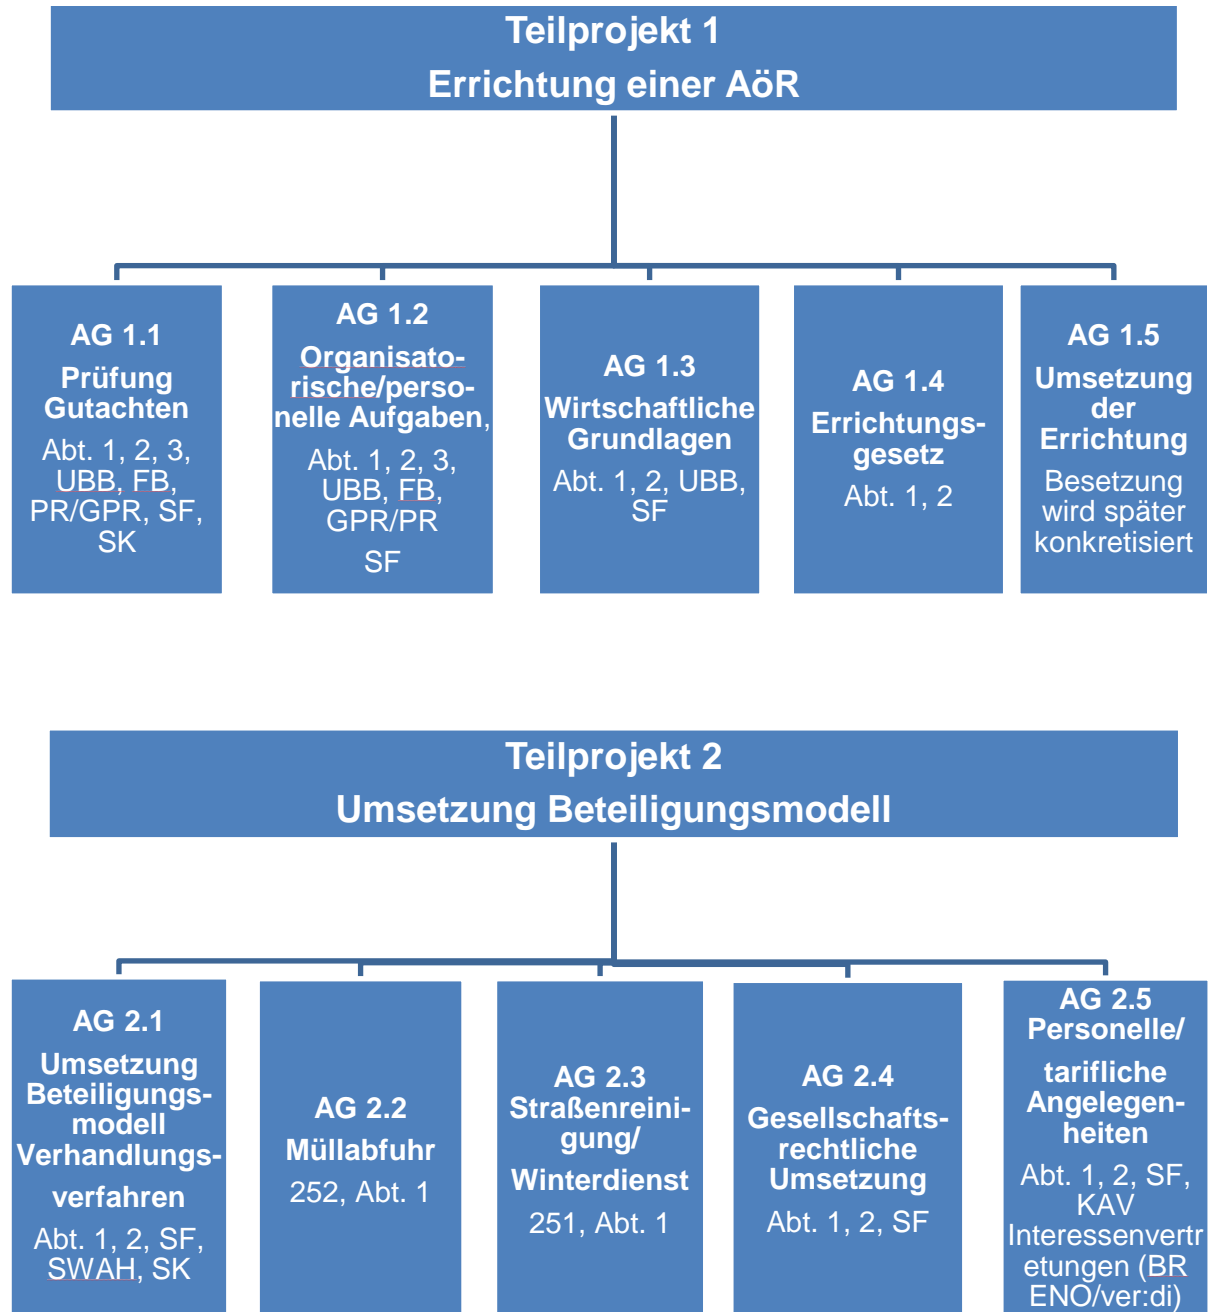 Teilprojekt 1
Errichtung einer AöR
AG 1.1
Prüfung
Gutachten
Abt. 1, 2, 3,
UBB, FB,
PR/GPR, SF,
SK
AG 1.2
Organisato-
rische/perso-
nelle Aufgaben,
Abt. 1, 2, 3,
UBB, FB,
GPR/PR
SF
AG 1.3
Wirtschaftliche
Grundlagen
Abt. 1, 2, UBB,
SF
AG 1.4
Errichtungs-
gesetz
Abt. 1, 2
AG 1.5
Umsetzung
der
Errichtung
Besetzung
wird später
konkretisiert
Teilprojekt 2
Umsetzung Beteiligungsmodell
AG 2.1
Umsetzung
Beteiligungs-
modell
Verhandlungs-
verfahren
Abt. 1, 2, SF,
SWAH, SK
AG 2.2
Müllabfuhr
252, Abt. 1
AG 2.3
Straßenreini-
gung/
Winterdienst
251, Abt. 1
AG 2.4
Gesellschafts-
rechtliche
Umsetzung
Abt. 1, 2, SF
AG 2.5
Personelle/
tarifliche
Angelegen-
heiten
Abt. 1, 2, SF,
KAV
Interessenvertr
etungen (BR
ENO/ver:di)